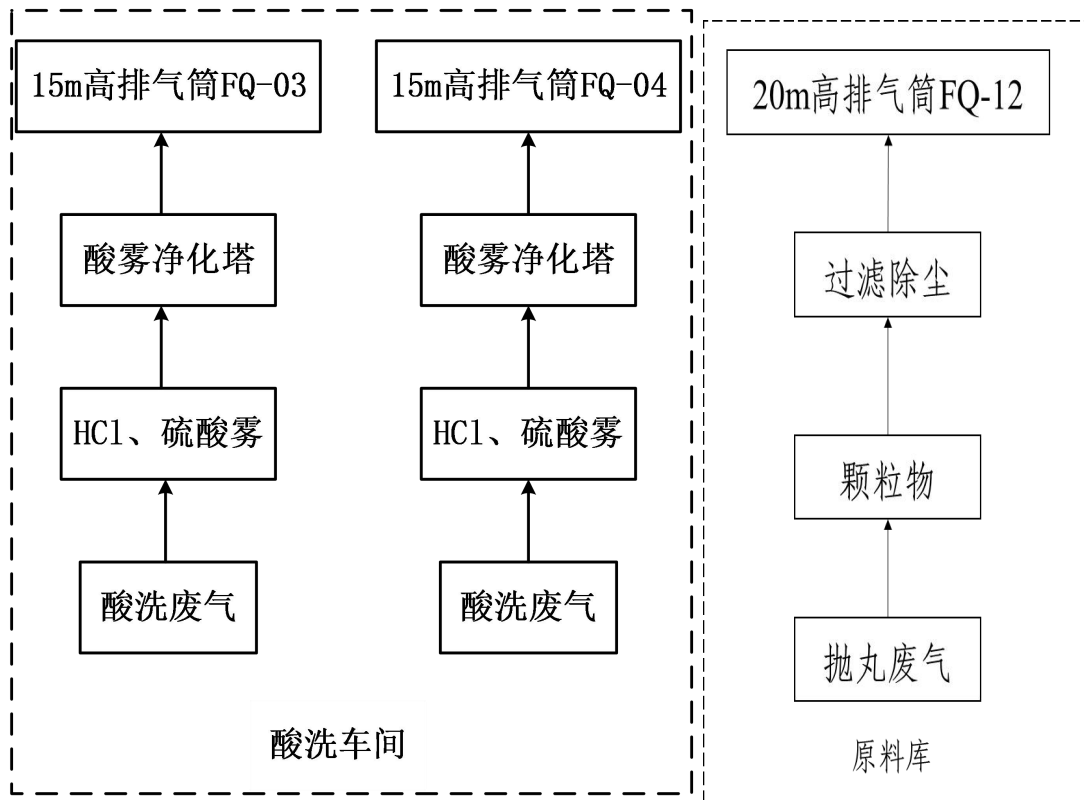 15m高排气筒FQ-03
15m高排气筒FQ-04
20m高排气筒FQ-12
酸雾净化塔
酸雾净化塔
过滤除尘
HCl、硫酸雾
HCl、硫酸雾
颗粒物
酸洗废气
酸洗废气
抛丸废气
酸洗车间
原料库